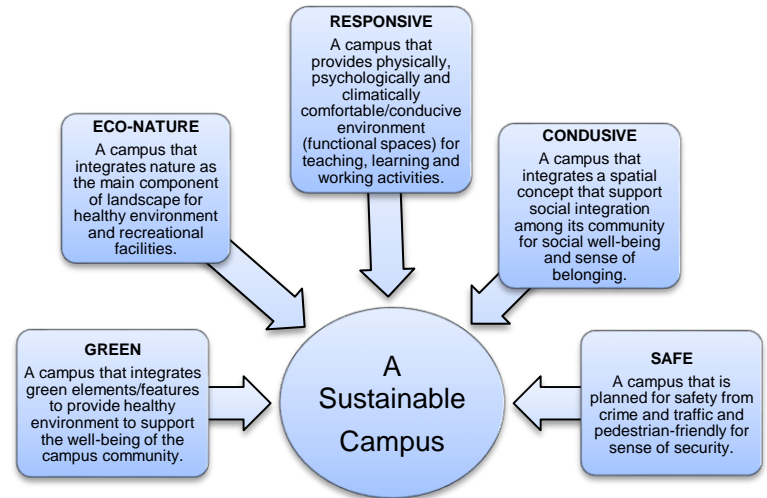 RESPONSIVE
A campus that
provides physically,
psychologically and
climatically
comfortable/conducive
environment
(functional spaces) for
teaching, learning and
working activities.
ECO-NATURE
A campus that
integrates nature as
the main component
of landscape for
healthy environment
and recreational
facilities.
CONDUSIVE
A campus that
integrates a spatial
concept that support
social integration
among its community
for social well-being
and sense of
belonging.
GREEN
A campus that integrates
green elements/features
to provide healthy
environment to support
the well-being of the
campus community.
A
Sustainable
Campus
SAFE
A campus that is
planned for safety from
crime and traffic and
pedestrian-friendly for
sense of security.